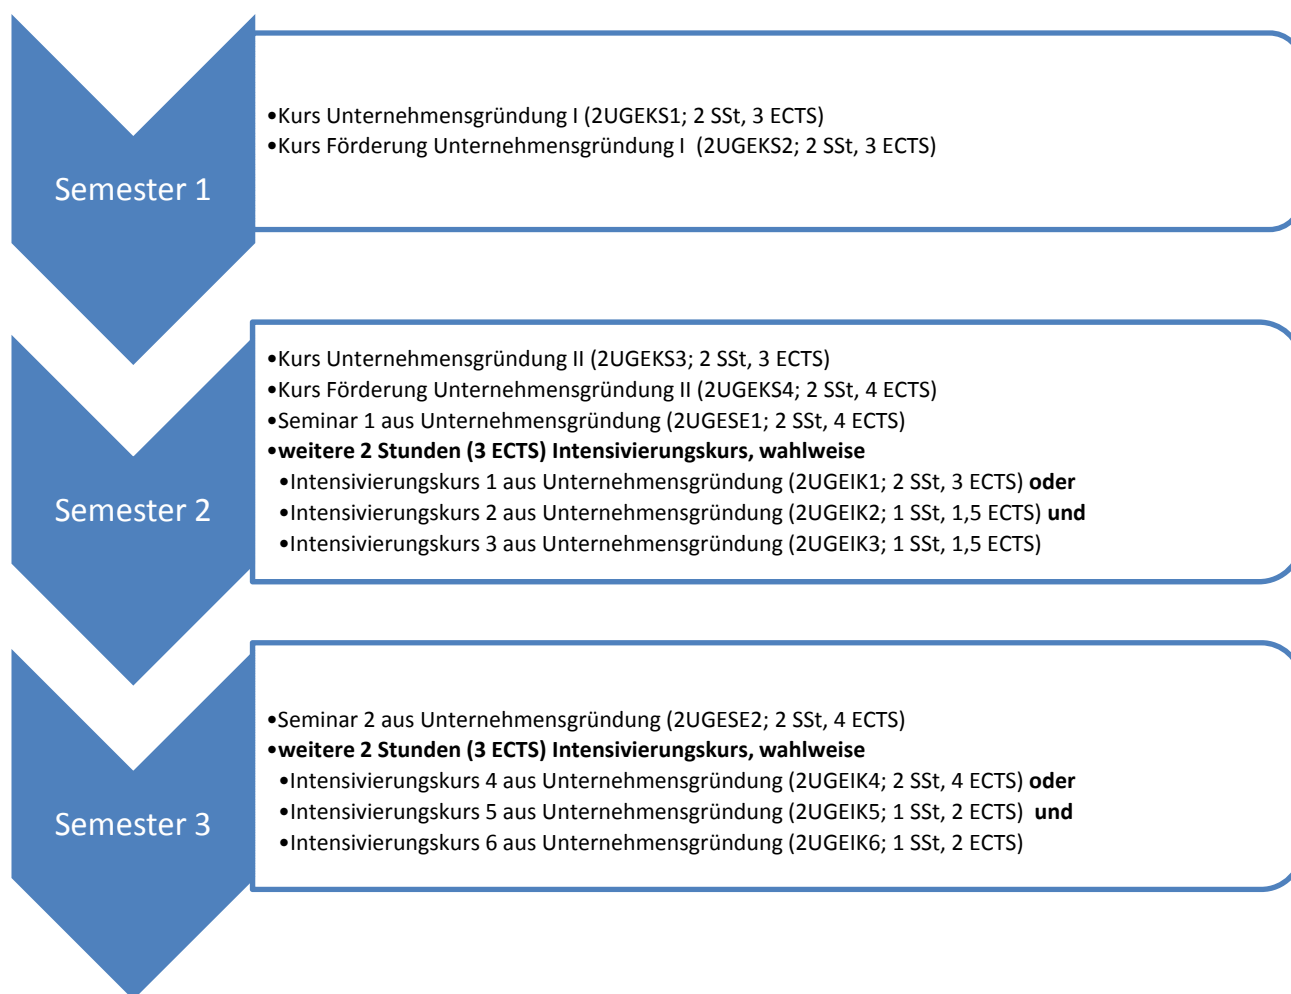 Semester 1
•Kurs Unternehmensgründung I (2UGEKS1; 2 SSt, 3 ECTS)
•Kurs Förderung Unternehmensgründung I  (2UGEKS2; 2 SSt, 3 ECTS)
Semester 2
•Kurs Unternehmensgründung II (2UGEKS3; 2 SSt, 3 ECTS)
•Kurs Förderung Unternehmensgründung II (2UGEKS4; 2 SSt, 4 ECTS)
•Seminar 1 aus Unternehmensgründung (2UGESE1; 2 SSt, 4 ECTS)
•weitere 2 Stunden (3 ECTS) Intensivierungskurs, wahlweise
•Intensivierungskurs 1 aus Unternehmensgründung (2UGEIK1; 2 SSt, 3 ECTS) oder
•Intensivierungskurs 2 aus Unternehmensgründung (2UGEIK2; 1 SSt, 1,5 ECTS) und
•Intensivierungskurs 3 aus Unternehmensgründung (2UGEIK3; 1 SSt, 1,5 ECTS)
Semester 3
•Seminar 2 aus Unternehmensgründung (2UGESE2; 2 SSt, 4 ECTS)
•weitere 2 Stunden (3 ECTS) Intensivierungskurs, wahlweise
•Intensivierungskurs 4 aus Unternehmensgründung (2UGEIK4; 2 SSt, 4 ECTS) oder
•Intensivierungskurs 5 aus Unternehmensgründung (2UGEIK5; 1 SSt, 2 ECTS)  und
•Intensivierungskurs 6 aus Unternehmensgründung (2UGEIK6; 1 SSt, 2 ECTS)